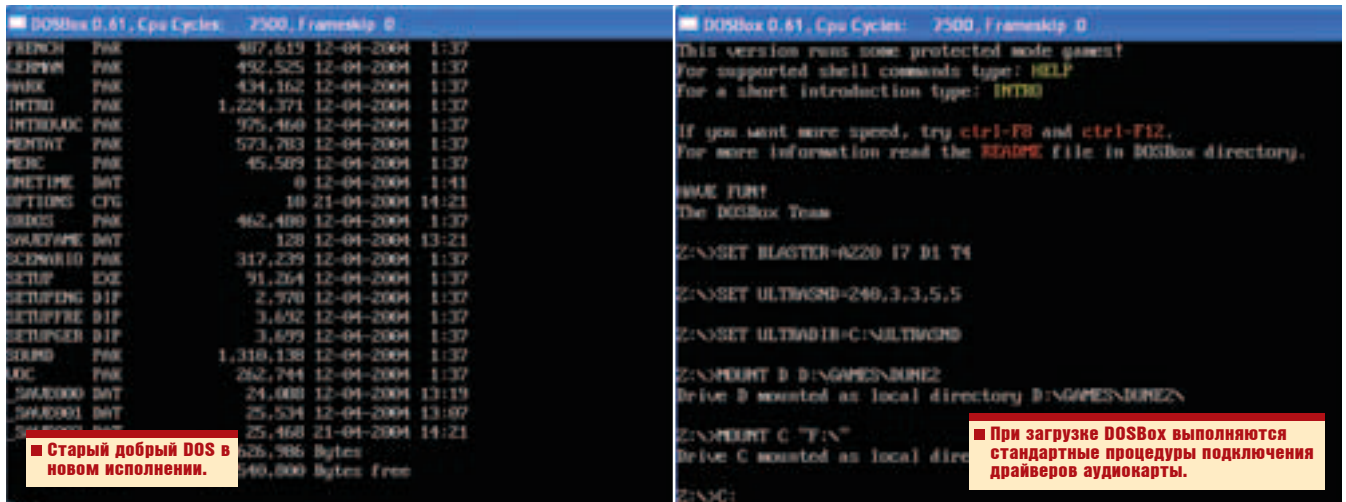 DOSBox 0.61, Cpu Cycles: 2500, Frameskip 0
FRENCH PAK 487,619 12-04-2004 1:37
GERMAN PAK 492,525 12-04-2004 1:37
HARK PAK 434,162 12-04-2004 1:37
INTRO PAK 1,224,371 12-04-2004 1:37
INTROVOC PAK 975,460 12-04-2004 1:37
MENTAT PAK 573,783 12-04-2004 1:37
MERC PAK 45,589 12-04-2004 1:37
ONETIME DAT 0 12-04-2004 1:41
OPTIONS CFG 10 21-04-2004 14:21
ORDOS PAK 462,480 12-04-2004 1:37
SAVEFAME DAT 128 12-04-2004 13:21
SCENARIO PAK 317,239 12-04-2004 1:37
SETUP EXE 91,264 12-04-2004 1:37
SETUPENG DIP 2,970 12-04-2004 1:37
SETUPFRE DIP 3,692 12-04-2004 1:37
SETUPGER DIP 3,699 12-04-2004 1:37
SOUND PAK 1,310,138 12-04-2004 1:37
VOC PAK 262,744 12-04-2004 1:37
_SAVE000 DAT 24,008 12-04-2004 13:19
_SAVE001 DAT 25,534 12-04-2004 13:07
25,468 21-04-2004 14:21
626,986 Bytes
540,800 Bytes free
Старый добрый DOS в
новом исполнении.
DOSBox 0.61, Cpu Cycles: 2500, Frameskip 0
This version runs some protected mode games!
For supported shell commands type: HELP
For a short introduction type: INTRO
If you want more speed, try ctrl-F8 and ctrl-F12.
For more information read the README file in DOSBox directory.
HAVE FUN!
The DOSBox Team
Z:\>SET BLASTER=A220 I7 D1 T4
Z:\>SET ULTRASND=240,3,3,5,5
Z:\>SET ULTRADIR=C:\ULTRASND
Z:\>MOUNT D D:\GAMES\DUNE2
Drive D mounted as local directory D:\GAMES\DUNE2\
Z:\>MOUNT C "F:\"
Drive C mounted as local dire
Z:\>C:
При загрузке DOSBox выполняются
стандартные процедуры подключения
драйверов аудиокарты.